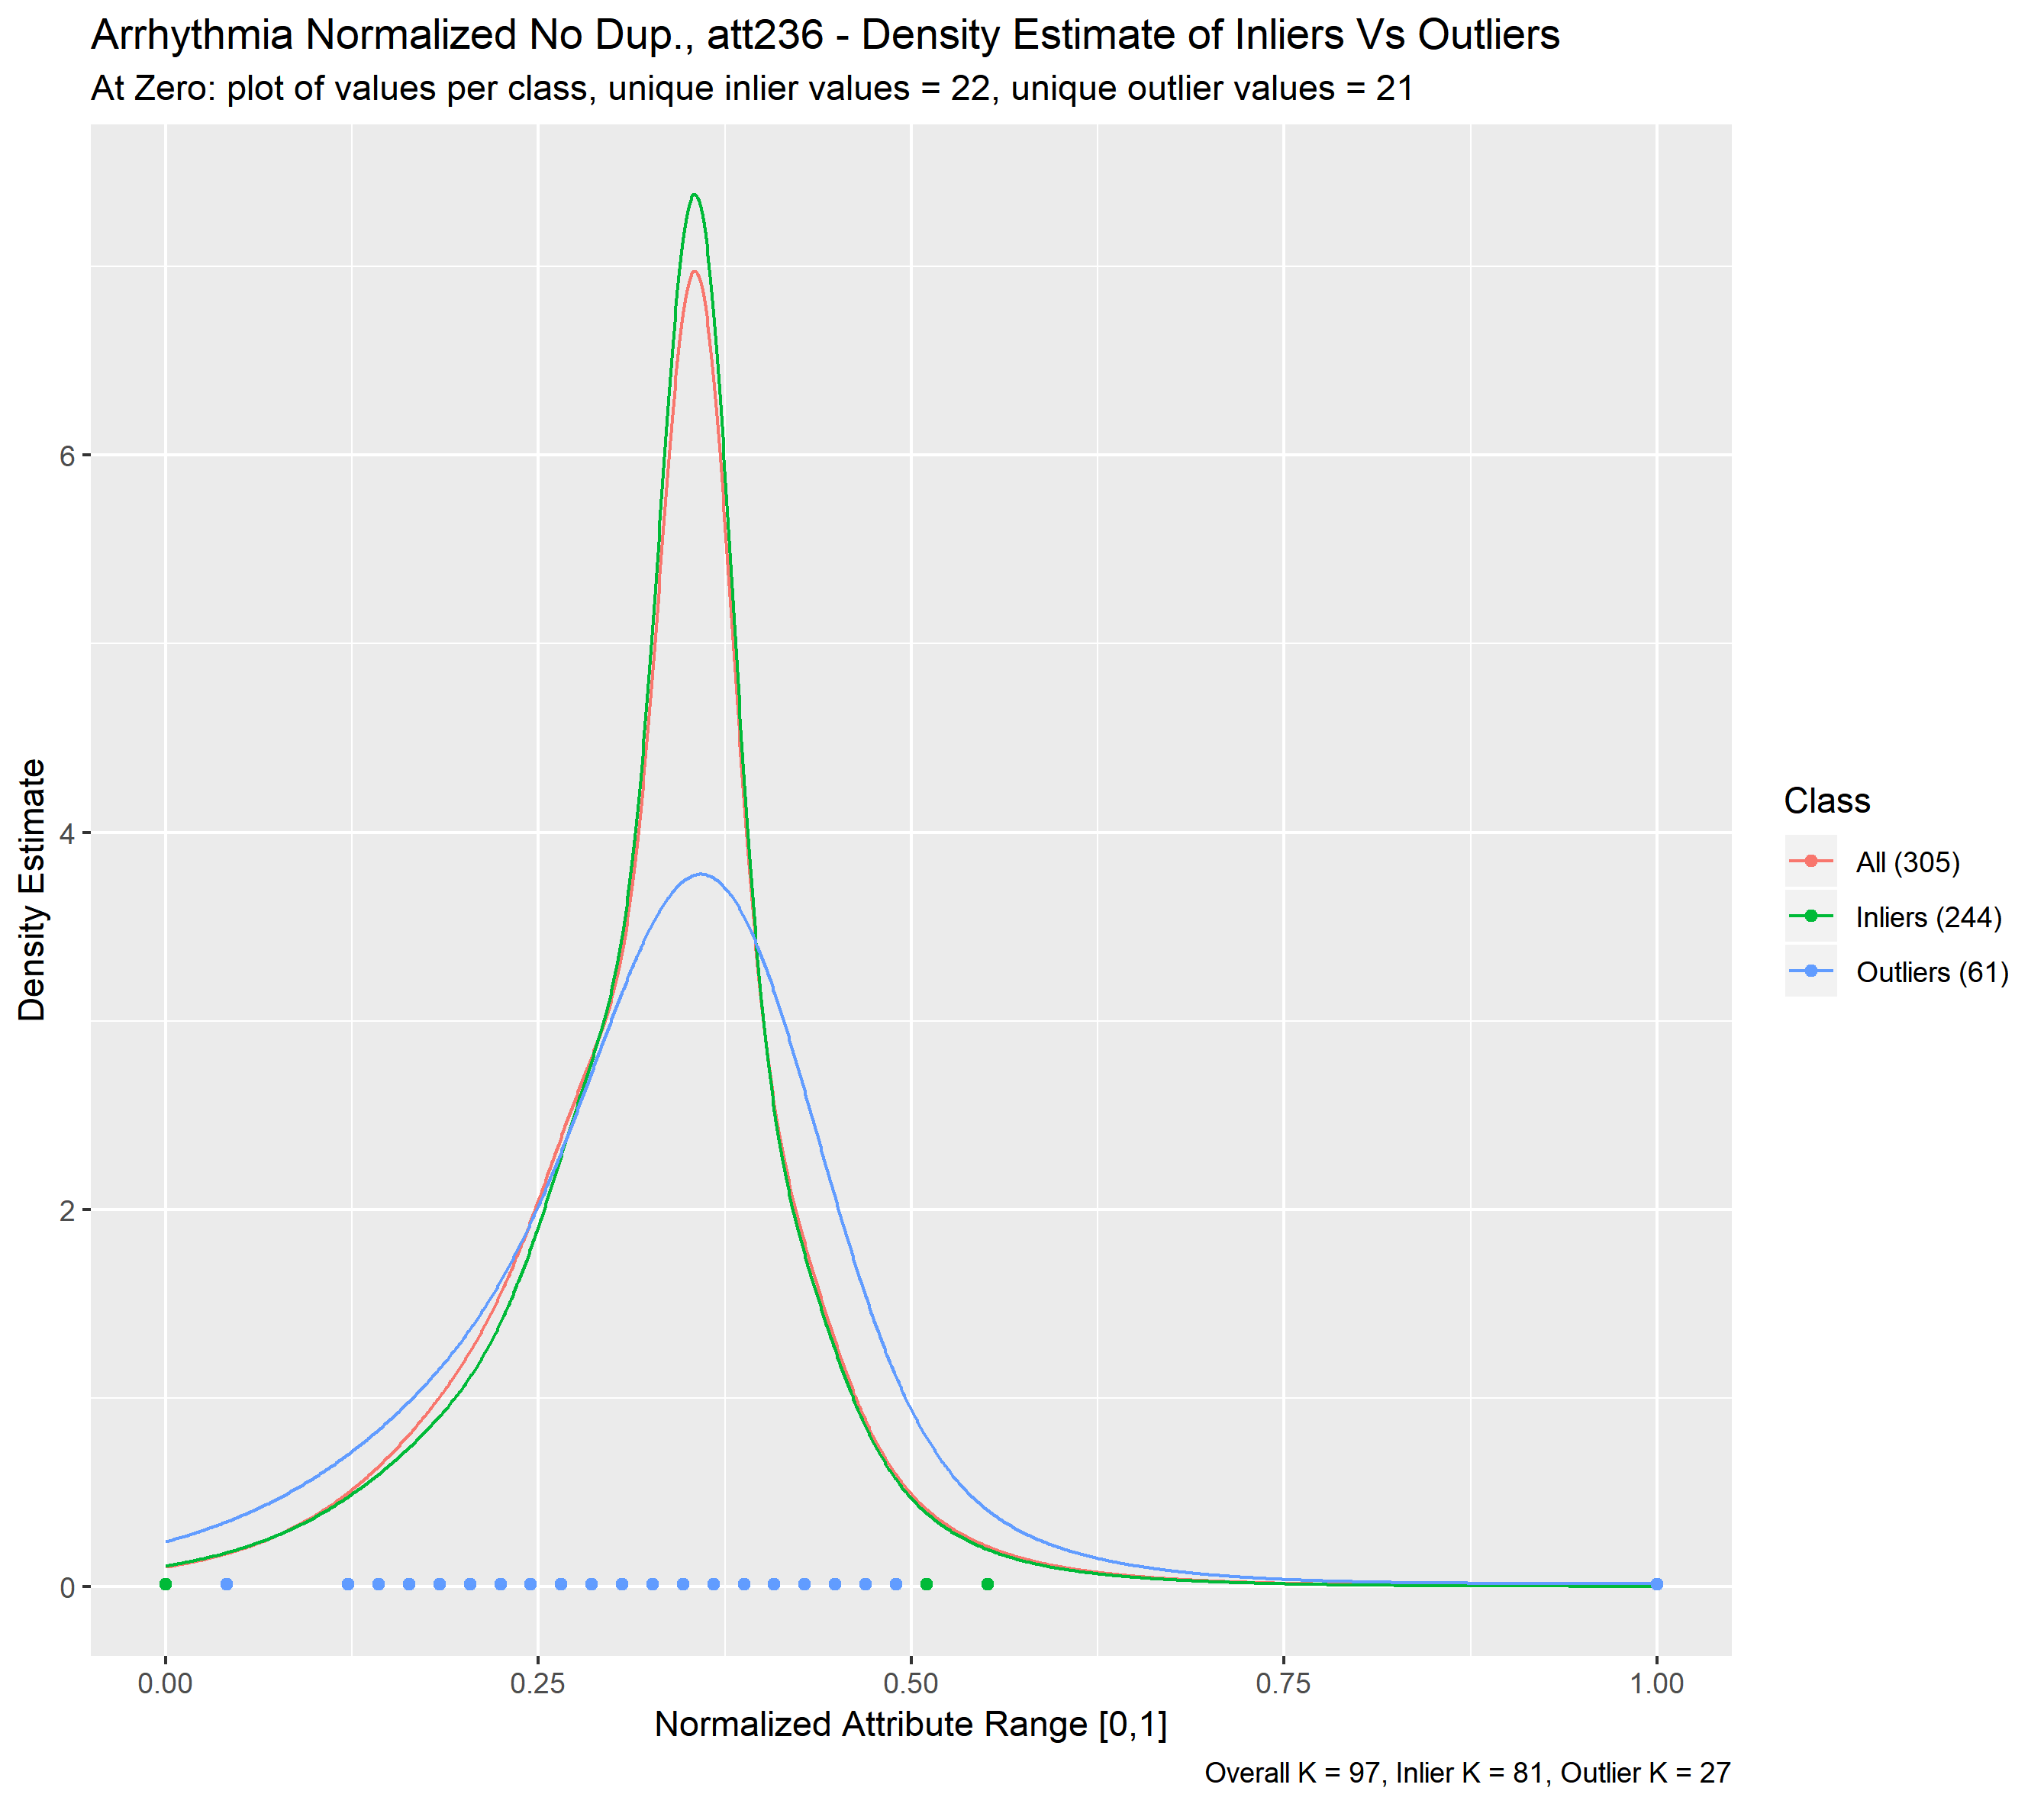 Arrhythmia Normalized No Dup., att236 - Density Estimate of Inliers Vs Outliers
At Zero: plot of values per class, unique inlier values = 22, unique outlier values = 21
Density Estimate
6
4
2
0
0.00
0.25
0.50
0.75
1.00
Normalized Attribute Range [0,1]
Class
All (305)
Inliers (244)
Outliers (61)
Overall K = 97, Inlier K = 81, Outlier K = 27